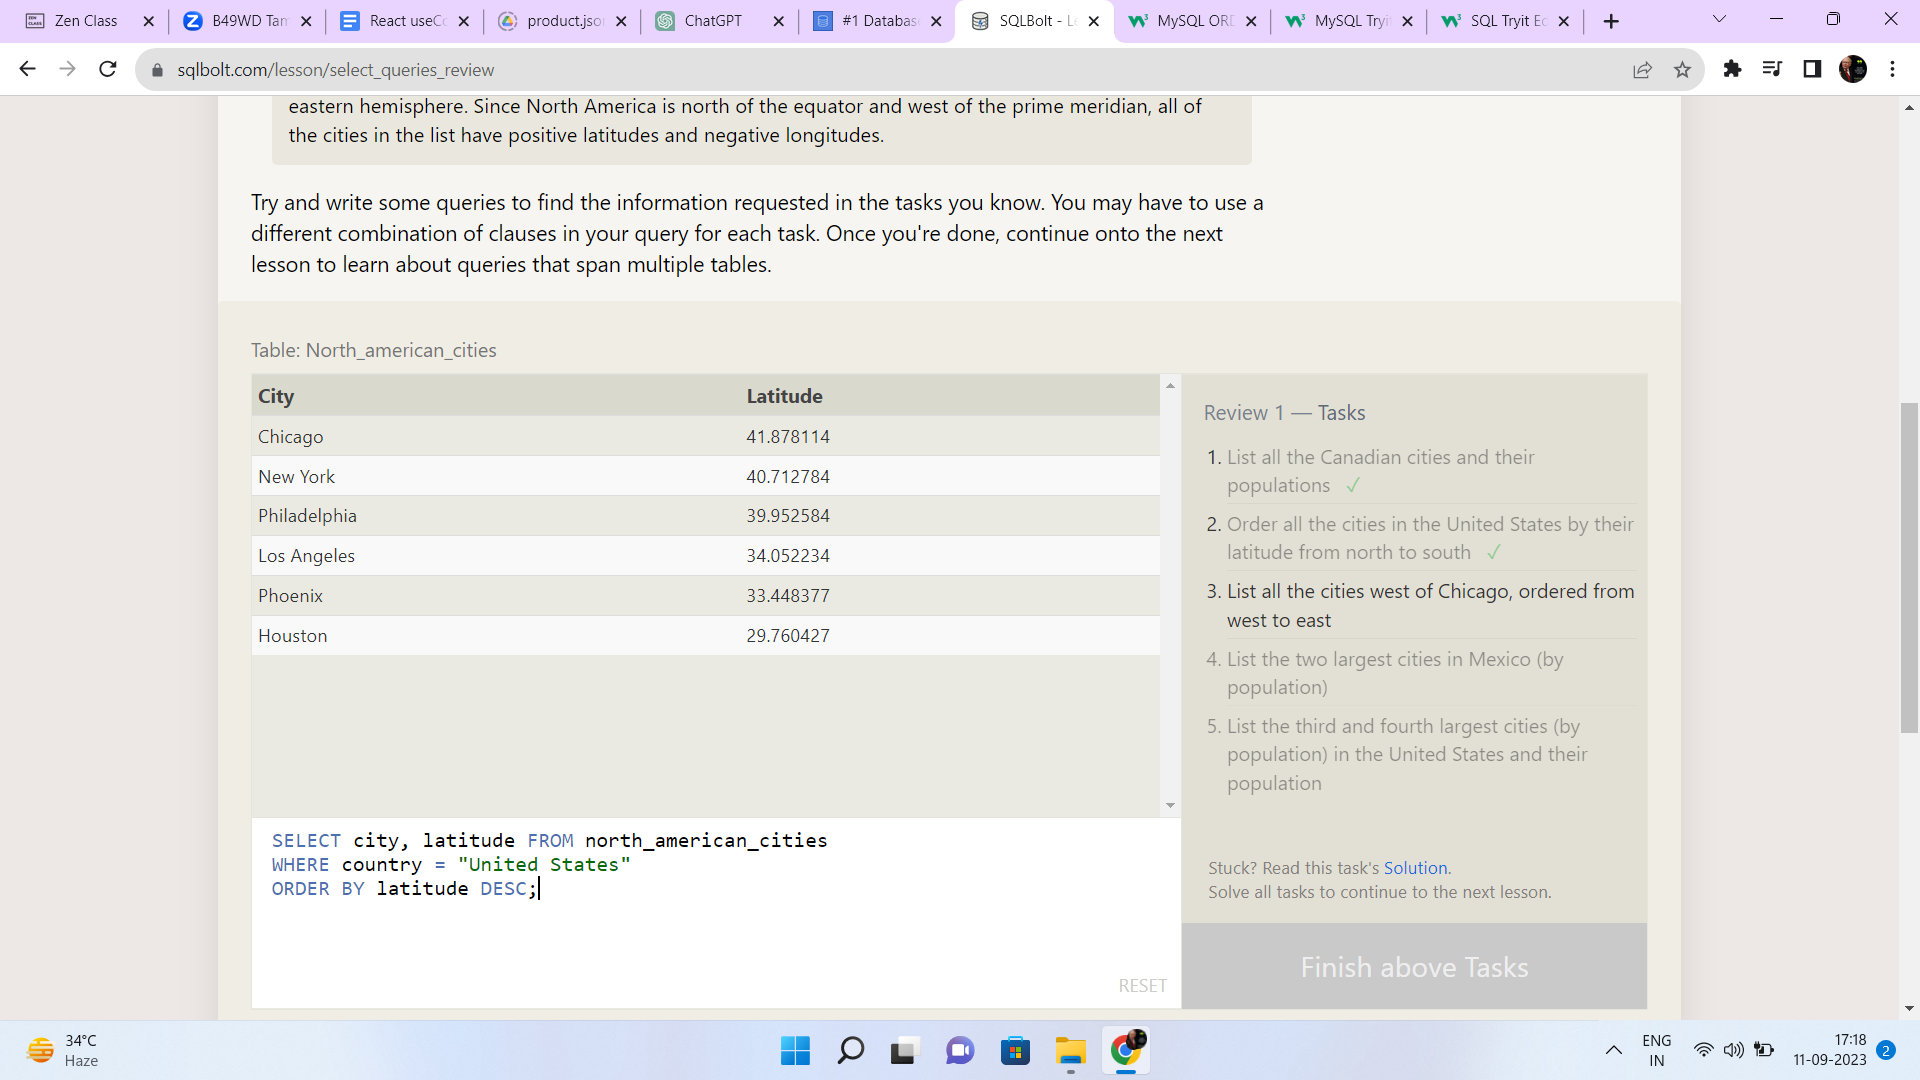 Zen Class
B49WD Tam
React useCo
product.json
ChatGPT
#1 Database
SQLBolt - Le
MySQL ORD
MySQL Tryit
SQL Tryit Ed
sqlbolt.com/lesson/select_queries_review
eastern hemisphere. Since North America is north of the equator and west of the prime meridian, all of
the cities in the list have positive latitudes and negative longitudes.
Try and write some queries to find the information requested in the tasks you know. You may have to use a
different combination of clauses in your query for each task. Once you're done, continue onto the next
lesson to learn about queries that span multiple tables.
Table: North_american_cities
City Latitude
Chicago 41.878114
New York 40.712784
Philadelphia 39.952584
Los Angeles 34.052234
Phoenix 33.448377
Houston 29.760427
Review 1 — Tasks
1. List all the Canadian cities and their
populations ✓
2. Order all the cities in the United States by their
latitude from north to south ✓
3. List all the cities west of Chicago, ordered from
west to east
4. List the two largest cities in Mexico (by
population)
5. List the third and fourth largest cities (by
population) in the United States and their
population
SELECT city, latitude FROM north_american_cities
WHERE country = "United States"
ORDER BY latitude DESC;
RESET
Stuck? Read this task's Solution.
Solve all tasks to continue to the next lesson.
Finish above Tasks
34°C
Haze
ENG
IN
17:18
11-09-2023
2